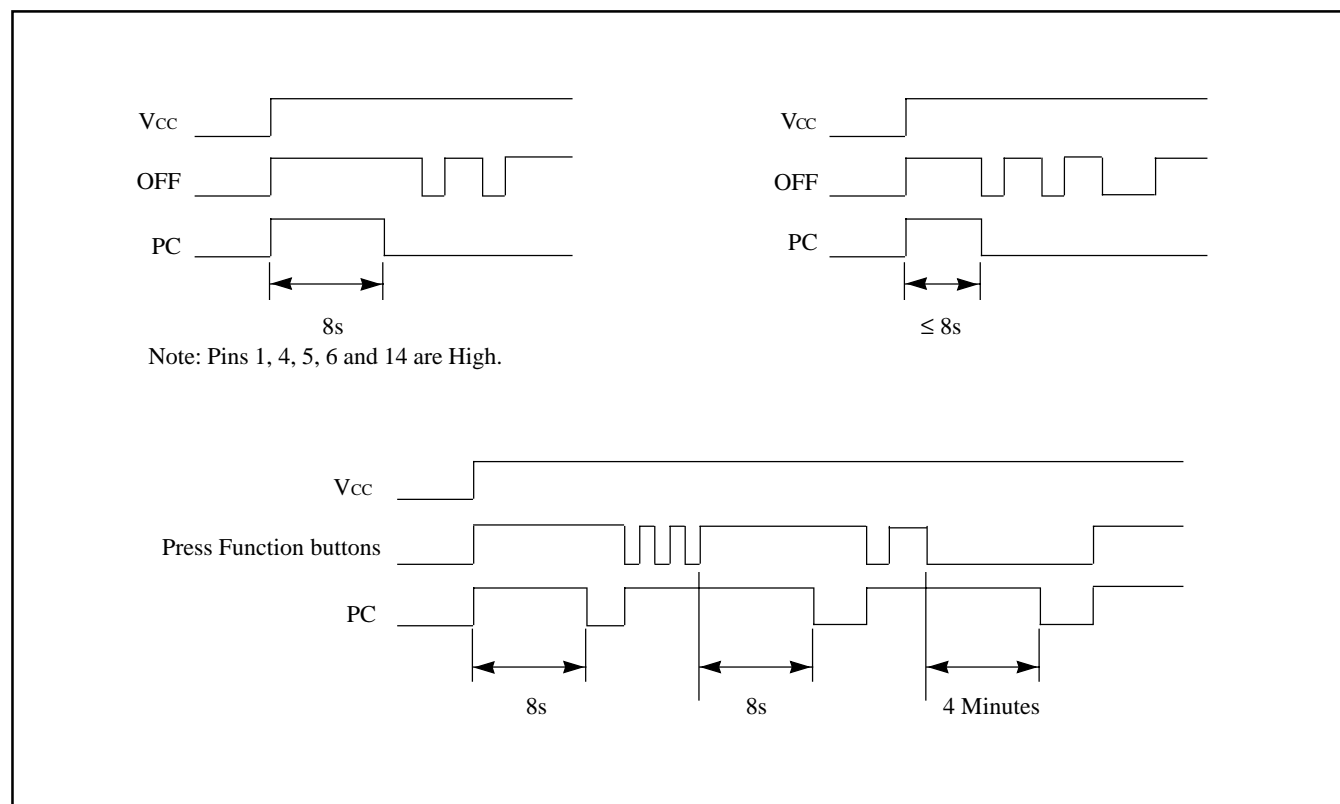 Vcc
OFF
PC
8s
Note: Pins 1, 4, 5, 6 and 14 are High.
Vcc
OFF
PC
≤ 8s
Vcc
Press Function buttons
PC
8s
8s
4 Minutes